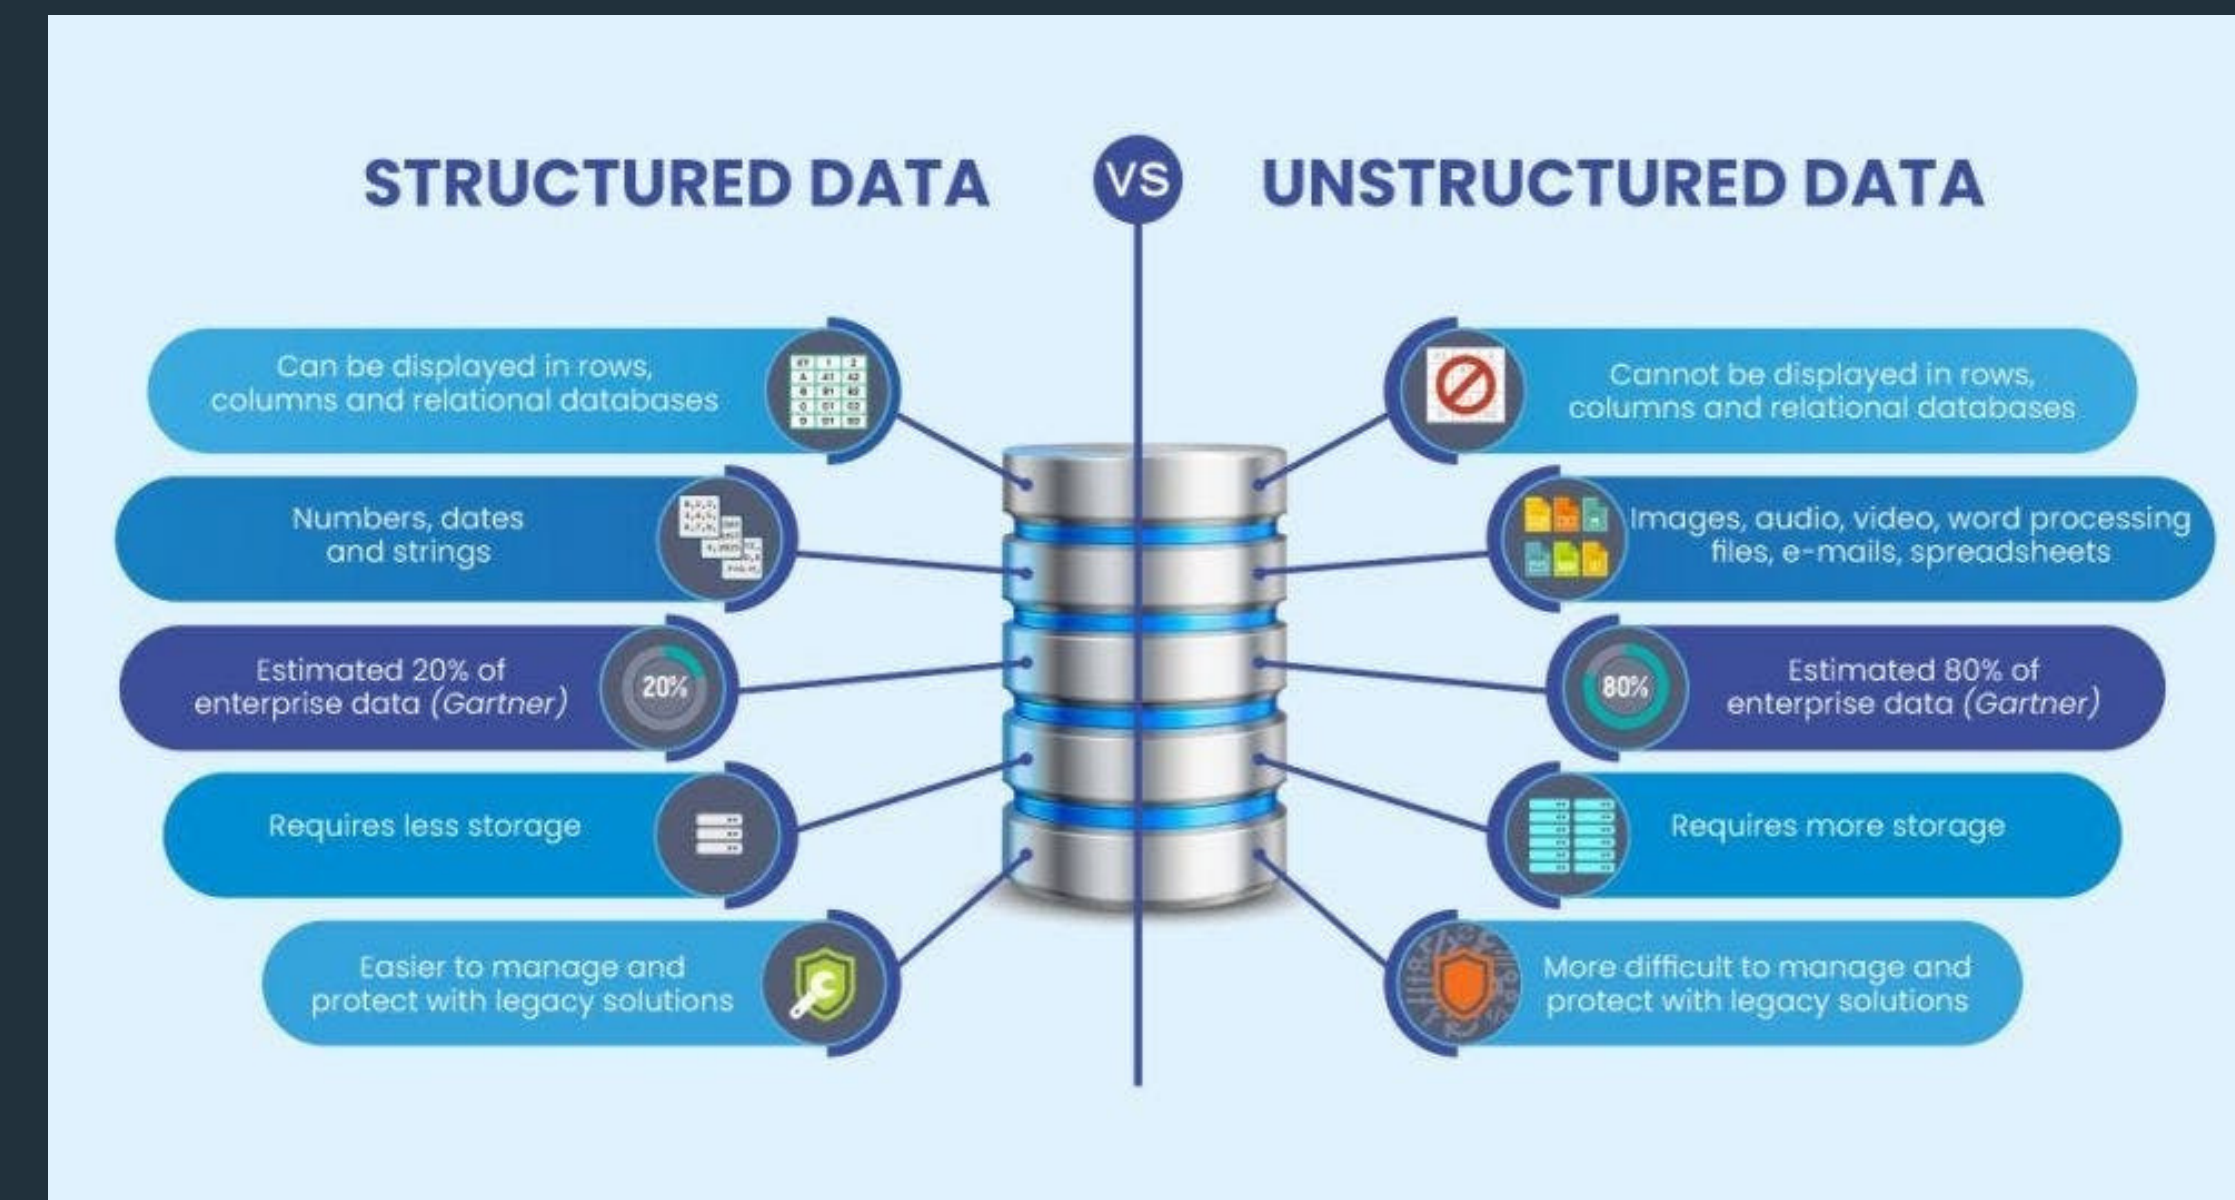 STRUCTURED DATA
VS
UNSTRUCTURED DATA
Can be displayed in rows,
columns and relational databases
Numbers, dates
and strings
Estimated 20% of
enterprise data (Gartner)
20%
Requires less storage
Easier to manage and
protect with legacy solutions
Cannot be displayed in rows,
columns and relational databases
Images, audio, video, word processing
files, e-mails, spreadsheets
80%
Estimated 80% of
enterprise data (Gartner)
Requires more storage
More difficult to manage and
protect with legacy solutions